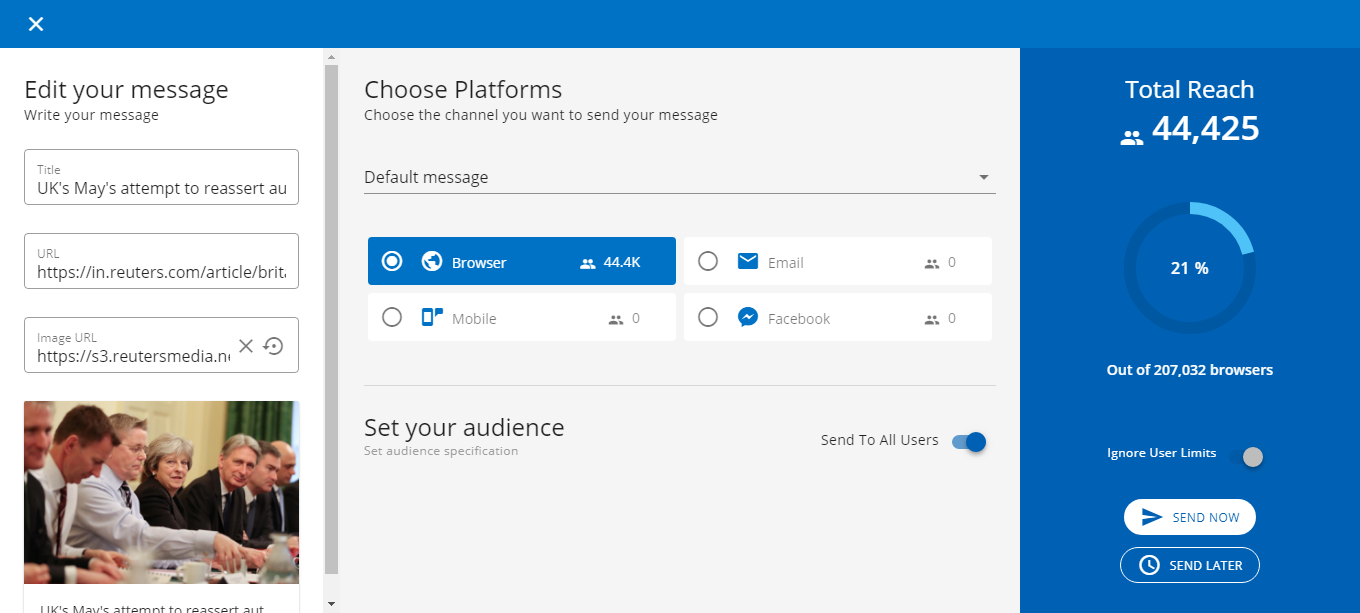 Edit your message
Write your message
Title
UK's May's attempt to reassert au
URL
https://in.reuters.com/article/brita
Image URL
https://s3.reutersmedia.ne
UK's May's attempt to reassert aut
Choose Platforms
Choose the channel you want to send your message
Default message
Browser 44.4K
Email 0
Mobile 0
Facebook 0
Set your audience
Set audience specification
Send To All Users
Total Reach
44,425
21 %
Out of 207,032 browsers
Ignore User Limits
SEND NOW
SEND LATER